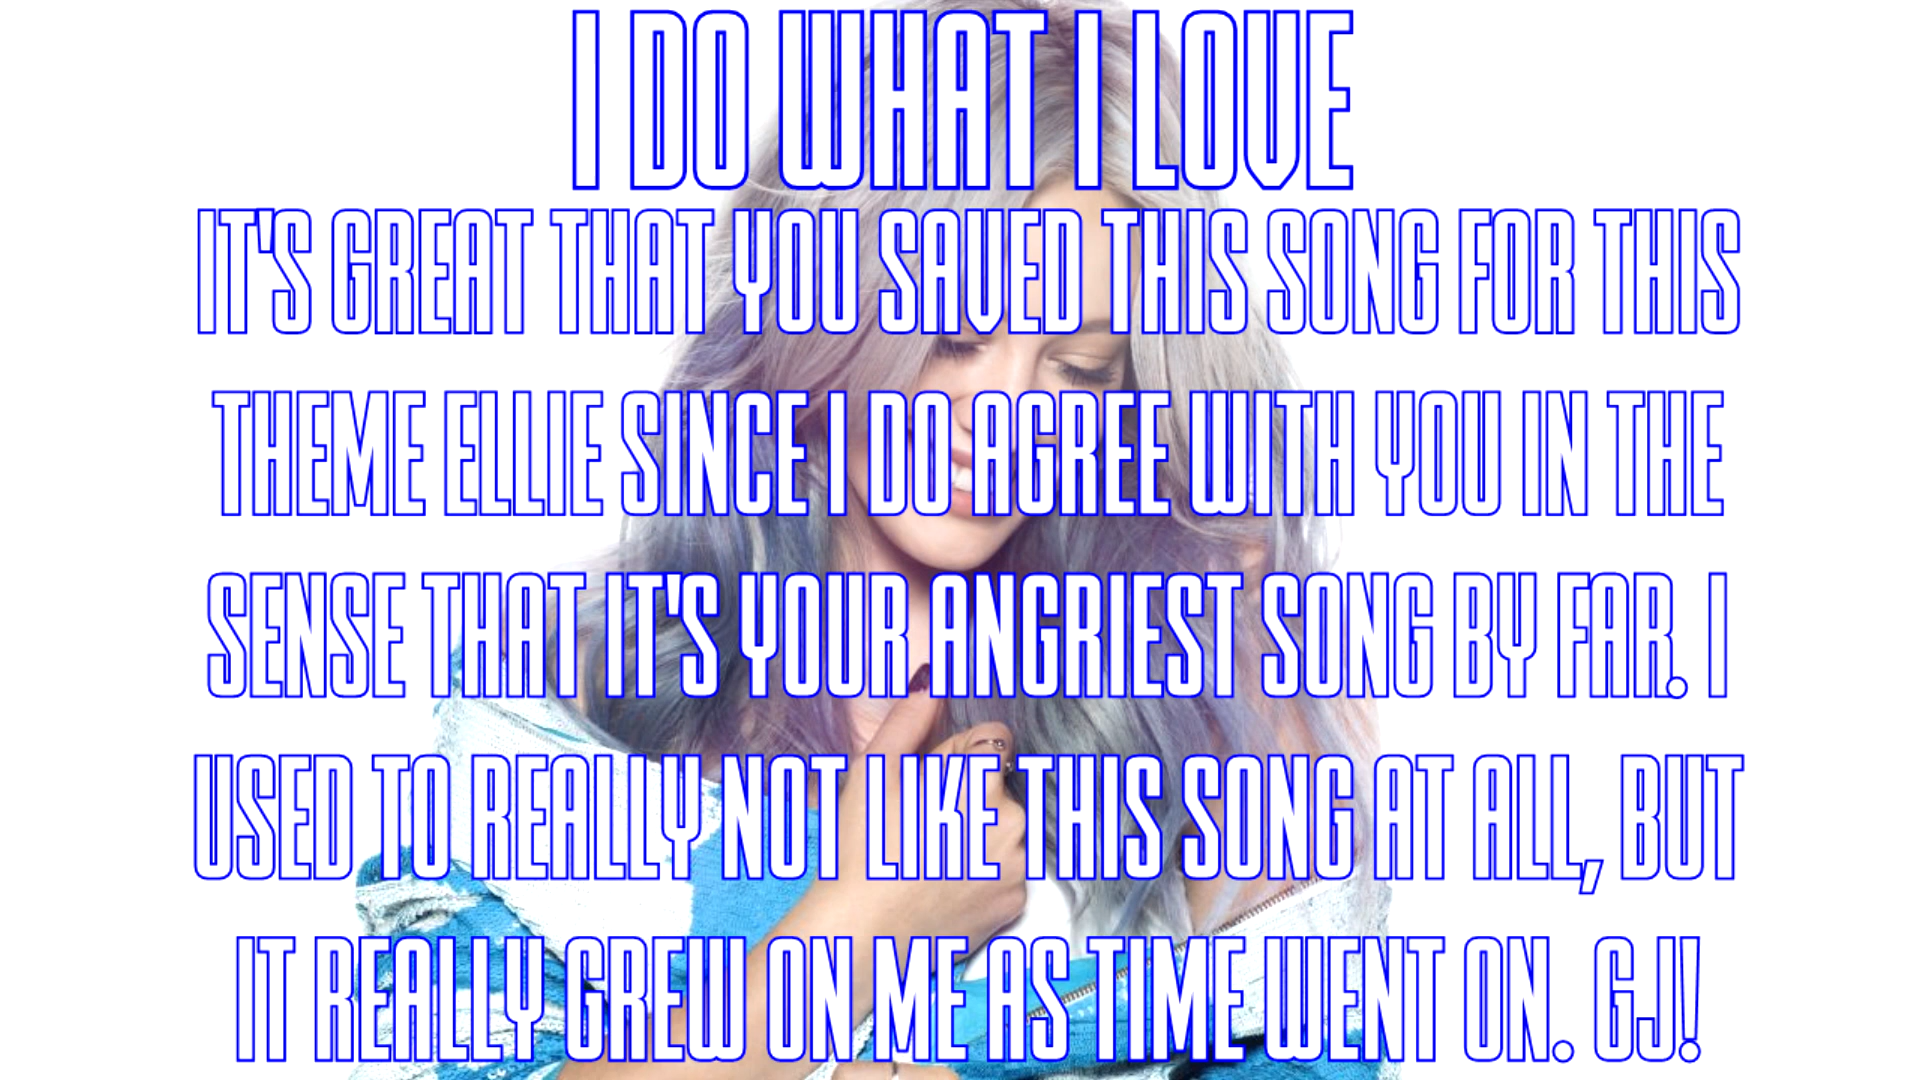 I DO WHAT I LOVE
IT'S GREAT THAT YOU SAVED THIS SONG FOR THIS
THEME ELLIE SINCE I DO AGREE WITH YOU IN THE
SENSE THAT IT'S YOUR ANGRIEST SONG BY FAR. I
USED TO REALLY NOT LIKE THIS SONG AT ALL, BUT
IT REALLY GREW ON ME AS TIME WENT ON. GJ!